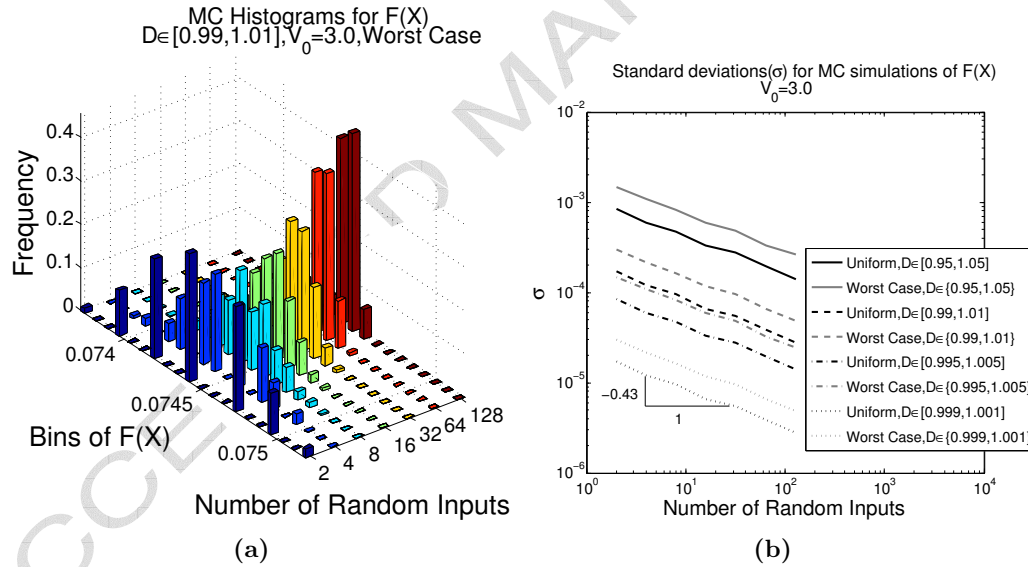 MC Histograms for F(X)
D∈[0.99,1.01],V_0=3.0,Worst Case
Frequency
0.4
0.3
0.2
0.1
0
0.074
0.0745
0.075
Bins of F(X)
2
4
8
16
32
64
128
Number of Random Inputs
(a)
Standard deviations(σ) for MC simulations of F(X)
V_0=3.0
σ
10^-2
10^-3
10^-4
10^-5
10^-6
10^0
10^1
10^2
10^3
10^4
−0.43
1
Uniform,D∈[0.95,1.05]
Worst Case,D∈{0.95,1.05}
Uniform,D∈[0.99,1.01]
Worst Case,D∈{0.99,1.01}
Uniform,D∈[0.995,1.005]
Worst Case,D∈{0.995,1.005}
Uniform,D∈[0.999,1.001]
Worst Case,D∈{0.999,1.001}
Number of Random Inputs
(b)
CCE
D MA